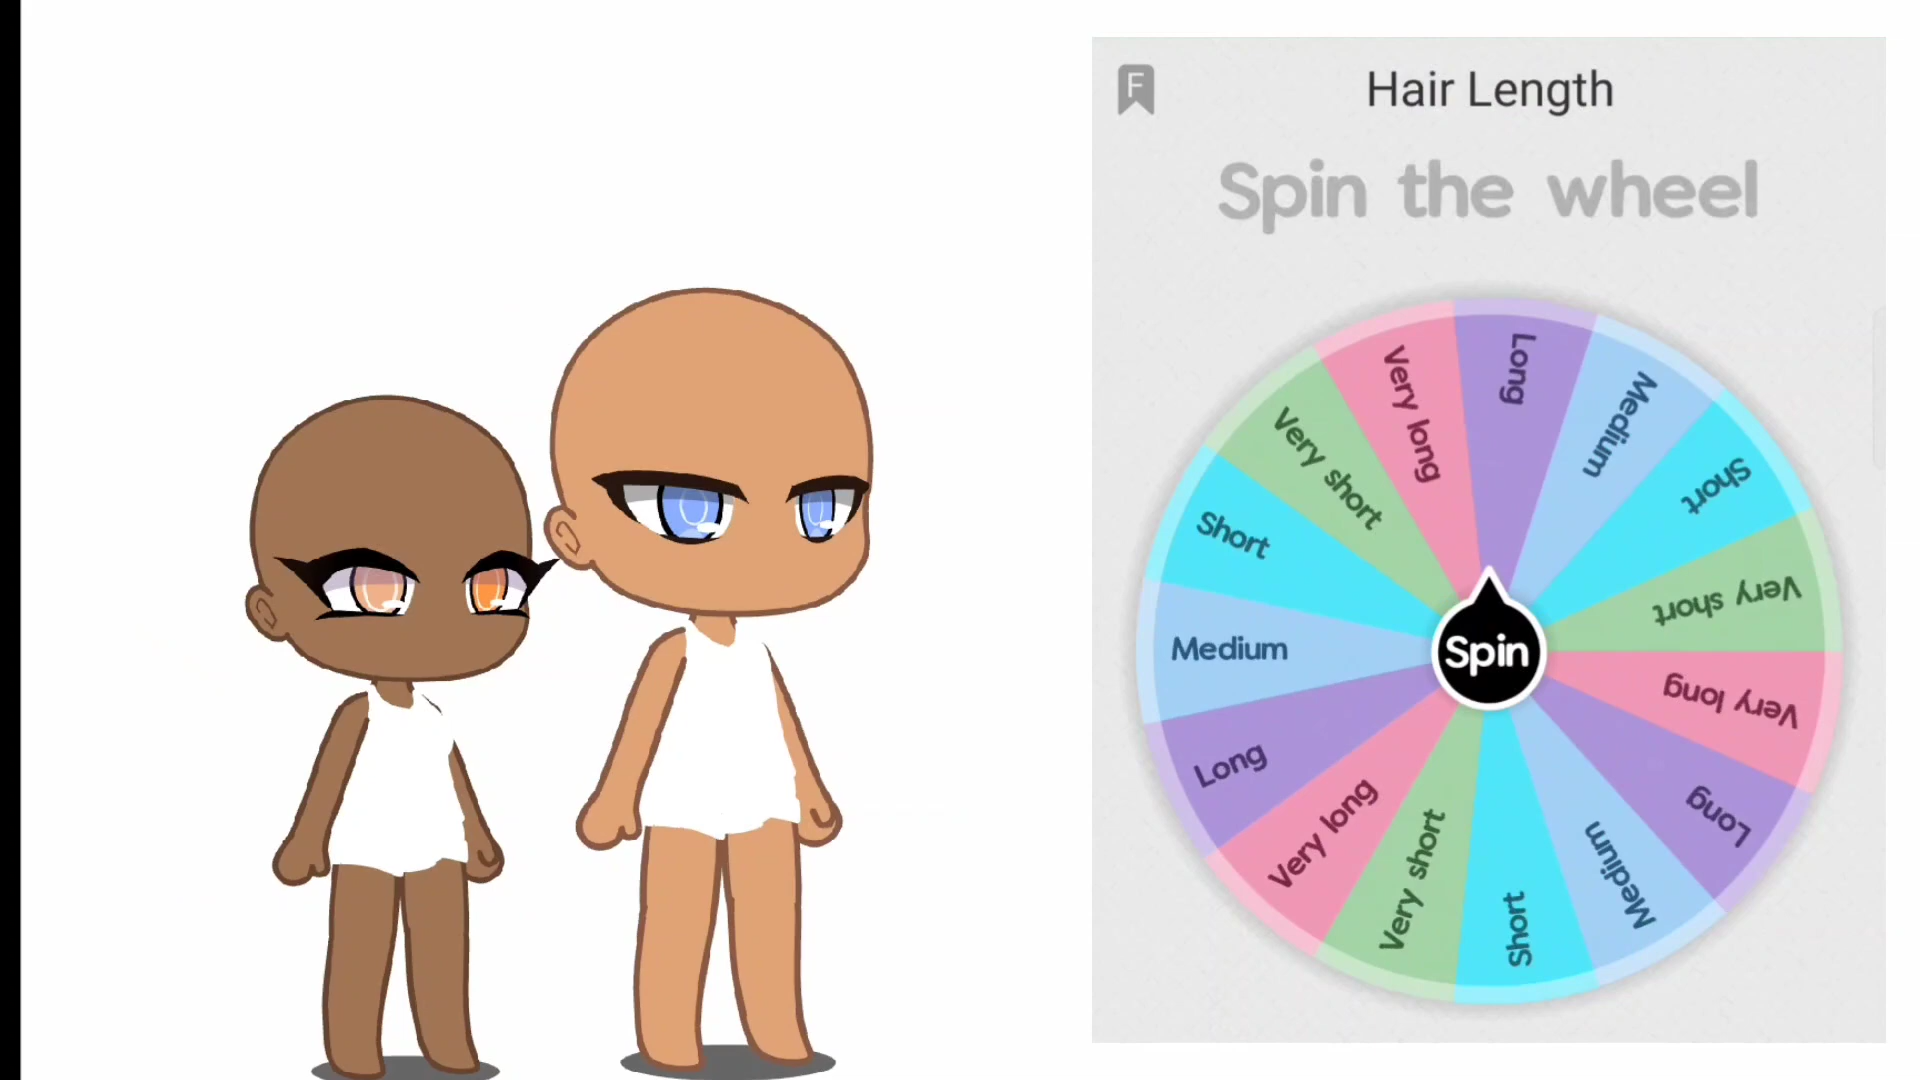 F
Hair Length
Spin the wheel
Long
Medium
Short
Very short
Very long
Long
Medium
Short
Very short
Very long
Long
Medium
Short
Very short
Very long
Spin